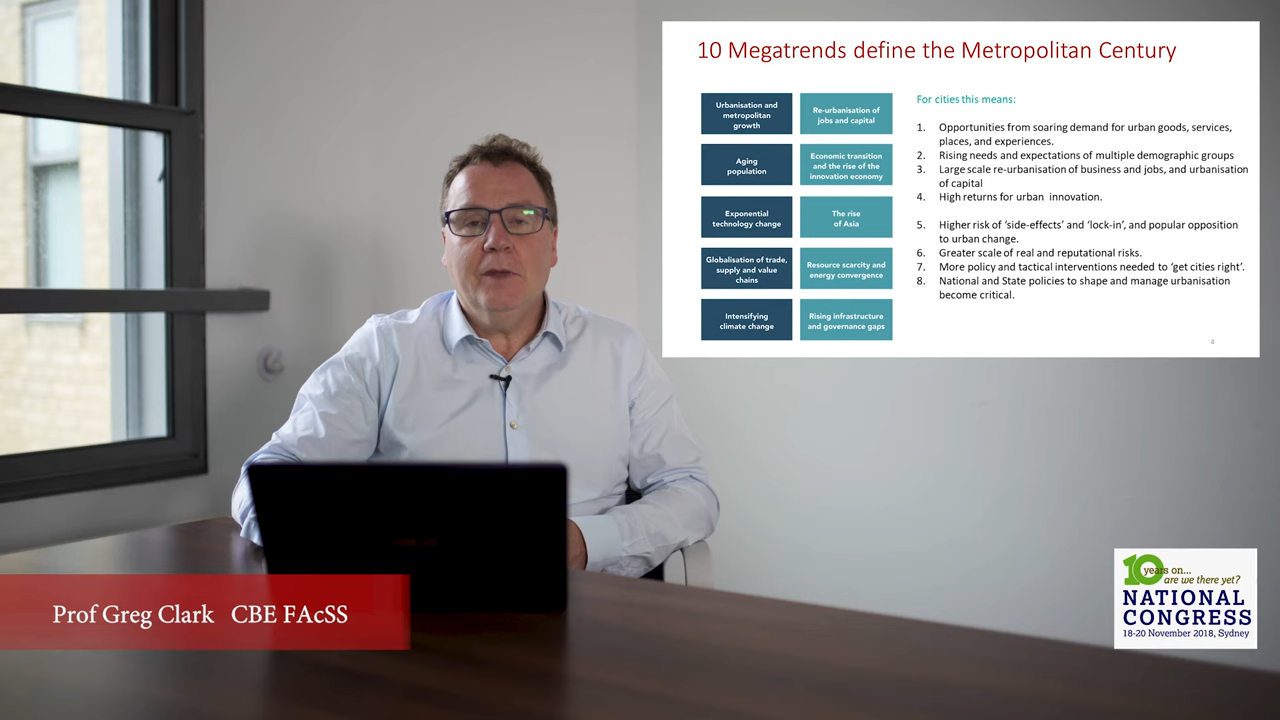 10 Megatrends define the Metropolitan Century
Urbanisation and
metropolitan
growth
Re-urbanisation of
jobs and capital
Aging
population
Economic transition
and the rise of the
innovation economy
Exponential
technology change
The rise
of Asia
Globalisation of trade,
supply and value
chains
Resource scarcity and
energy convergence
Intensifying
climate change
Rising infrastructure
and governance gaps
For cities this means:
1. Opportunities from soaring demand for urban goods, services,
places, and experiences.
2. Rising needs and expectations of multiple demographic groups
3. Large scale re-urbanisation of business and jobs, and urbanisation
of capital
4. High returns for urban innovation.
5. Higher risk of ‘side-effects’ and ‘lock-in’, and popular opposition
to urban change.
6. Greater scale of real and reputational risks.
7. More policy and tactical interventions needed to ‘get cities right’.
8. National and State policies to shape and manage urbanisation
become critical.
4
Prof Greg Clark CBE FAcSS
10 years on...
are we there yet?
NATIONAL
CONGRESS
18-20 November 2018, Sydney